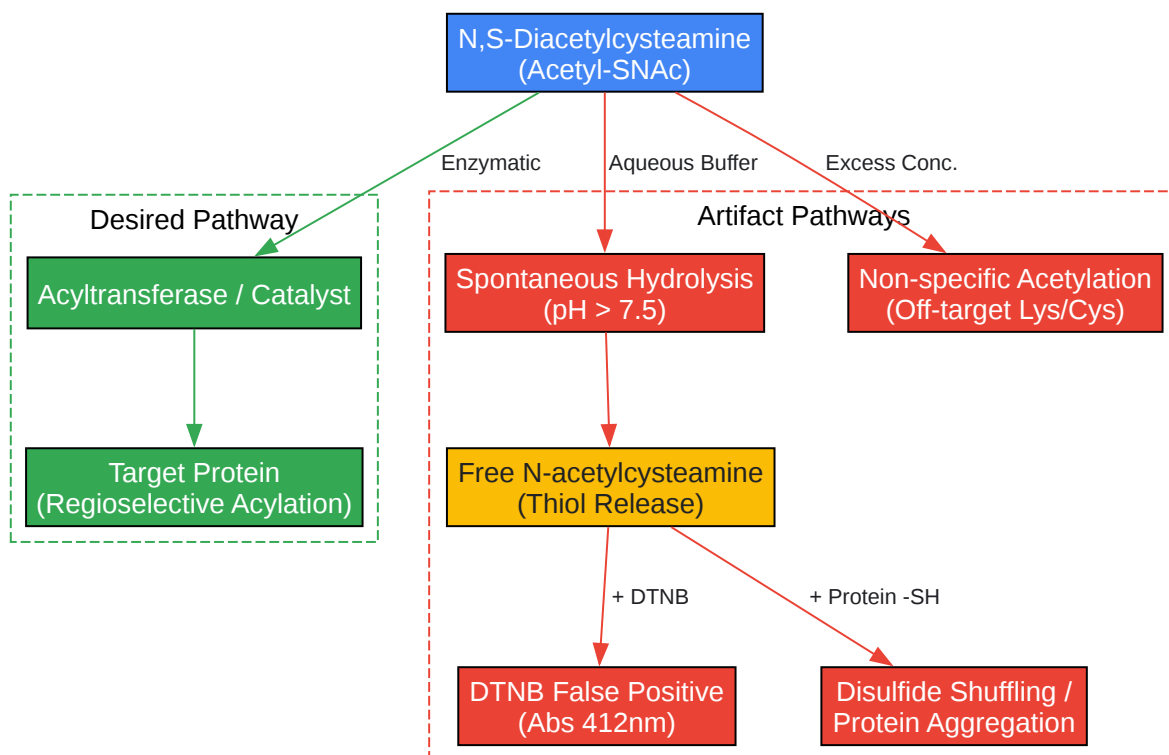 N,S-Diacetylcysteamine
(Acetyl-SNAc)
Enzymatic
Aqueous Buffer
Excess Conc.
Desired Pathway
Artifact Pathways
Acyltransferase / Catalyst
Spontaneous Hydrolysis
(pH > 7.5)
Non-specific Acetylation
(Off-target Lys/Cys)
Target Protein
(Regioselective Acylation)
Free N-acetylcysteamine
(Thiol Release)
+ DTNB
+ Protein -SH
DTNB False Positive
(Abs 412nm)
Disulfide Shuffling /
Protein Aggregation